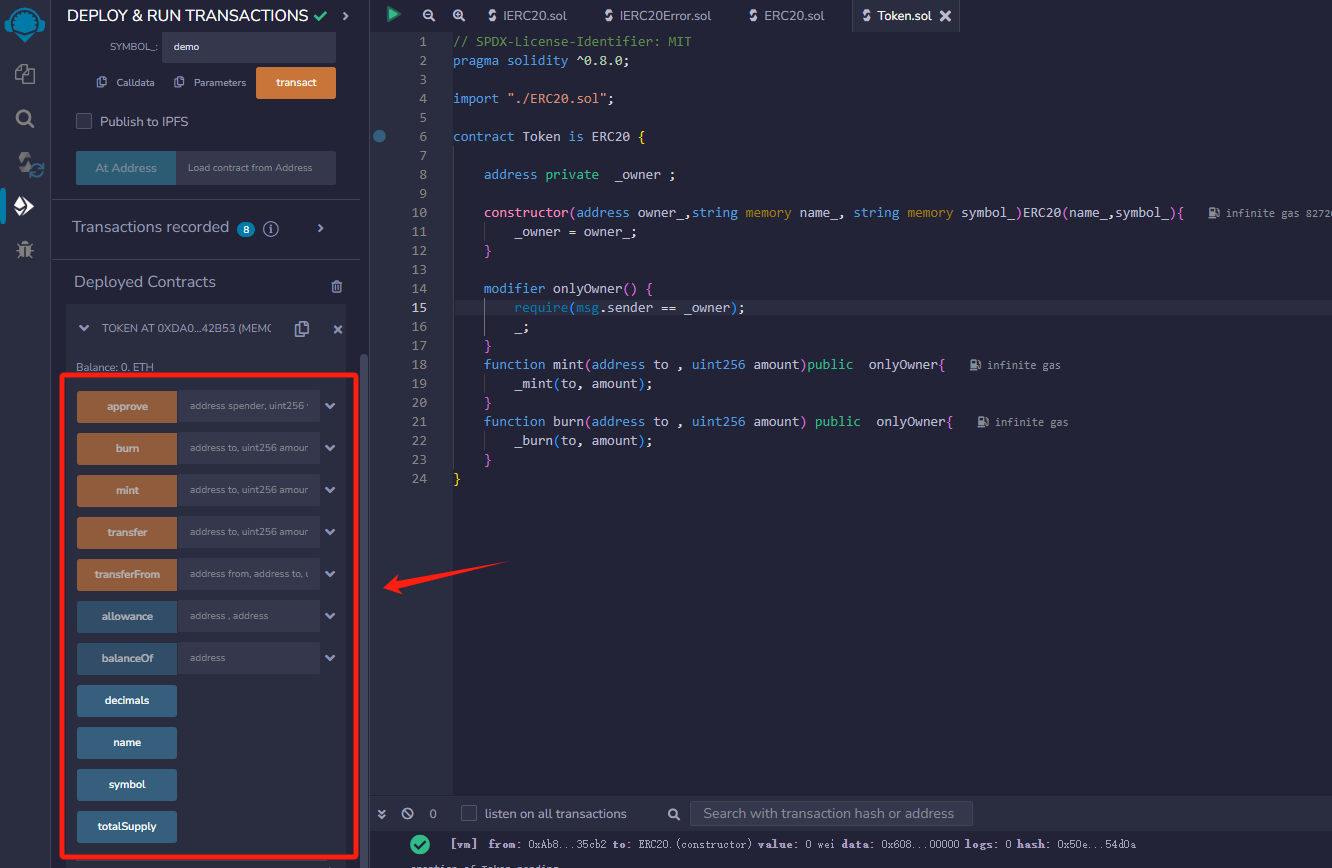 DEPLOY & RUN TRANSACTIONS
SYMBOL_: demo
Calldata Parameters transact
Publish to IPFS
At Address Load contract from Address
Transactions recorded 8 i
Deployed Contracts
TOKEN AT 0XDA0...42B53 (MEMO
Balance: 0. ETH
approve address spender, uint256
burn address to, uint256 amour
mint address to, uint256 amour
transfer address to, uint256 amour
transferFrom address from, address to, u
allowance address , address
balanceOf address
decimals
name
symbol
totalSupply
IERC20.sol IERC20Error.sol ERC20.sol Token.sol
1 // SPDX-License-Identifier: MIT
2 pragma solidity ^0.8.0;
3
4 import "./ERC20.sol";
5
6 contract Token is ERC20 {
7
8 address private  _owner ;
9
10 constructor(address owner_,string memory name_, string memory symbol_)ERC20(name_,symbol_){ infinite gas 8272
11 _owner = owner_;
12 }
13
14 modifier onlyOwner() {
15 require(msg.sender == _owner);
16 _;
17 }
18 function mint(address to , uint256 amount)public  onlyOwner{ infinite gas
19 _mint(to, amount);
20 }
21 function burn(address to , uint256 amount) public  onlyOwner{ infinite gas
22 _burn(to, amount);
23 }
24 }
0 listen on all transactions Search with transaction hash or address
[vm] from: 0xAb8...35cb2 to: ERC20.(constructor) value: 0 wei data: 0x608...00000 logs: 0 hash: 0x50e...54d0a
creation of Token pending